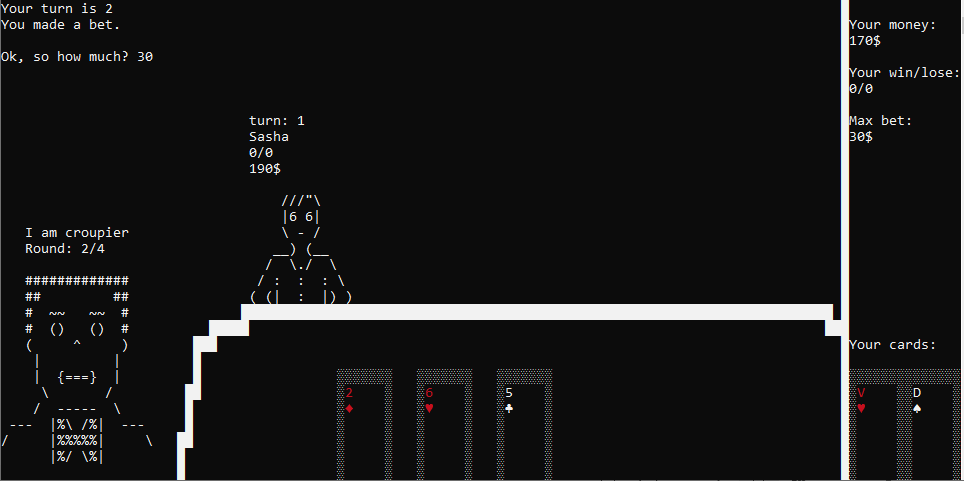 Your turn is 2
You made a bet.
Ok, so how much? 30
turn: 1
Sasha
0/0
190$
I am croupier
Round: 2/4
2
♦
6
♥
5
♣
Your money:
170$
Your win/lose:
0/0
Max bet:
30$
Your cards:
V
♥
D
♠